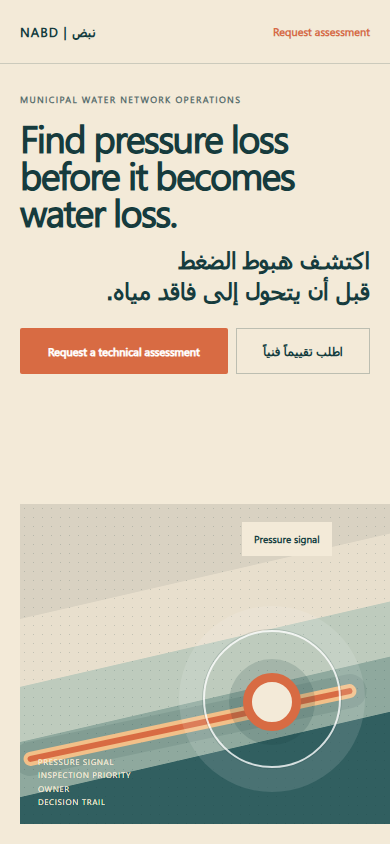 NABD | نبض
Request assessment
MUNICIPAL WATER NETWORK OPERATIONS
Find pressure loss
before it becomes
water loss.
اكتشف هبوط الضغط
قبل أن يتحول إلى فاقد مياه.
Request a technical assessment
اطلب تقييماً فنياً
Pressure signal
PRESSURE SIGNAL
INSPECTION PRIORITY
OWNER
DECISION TRAIL